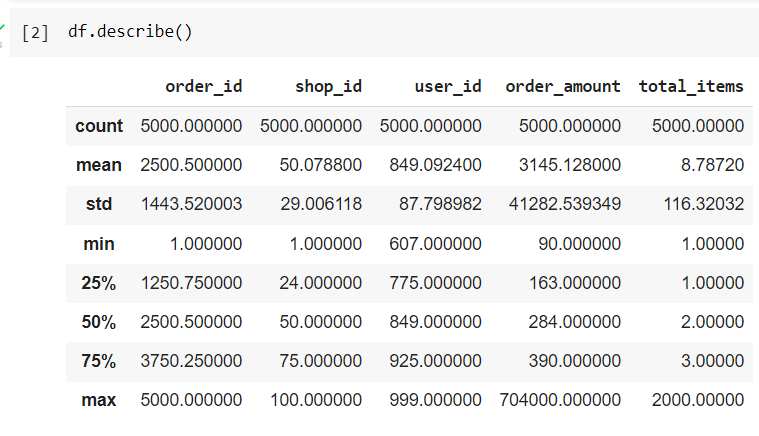 [2] df.describe()
order_id shop_id user_id order_amount total_items
count 5000.000000 5000.000000 5000.000000 5000.000000 5000.00000
mean 2500.500000 50.078800 849.092400 3145.128000 8.78720
std 1443.520003 29.006118 87.798982 41282.539349 116.32032
min 1.000000 1.000000 607.000000 90.000000 1.00000
25% 1250.750000 24.000000 775.000000 163.000000 1.00000
50% 2500.500000 50.000000 849.000000 284.000000 2.00000
75% 3750.250000 75.000000 925.000000 390.000000 3.00000
max 5000.000000 100.000000 999.000000 704000.000000 2000.00000